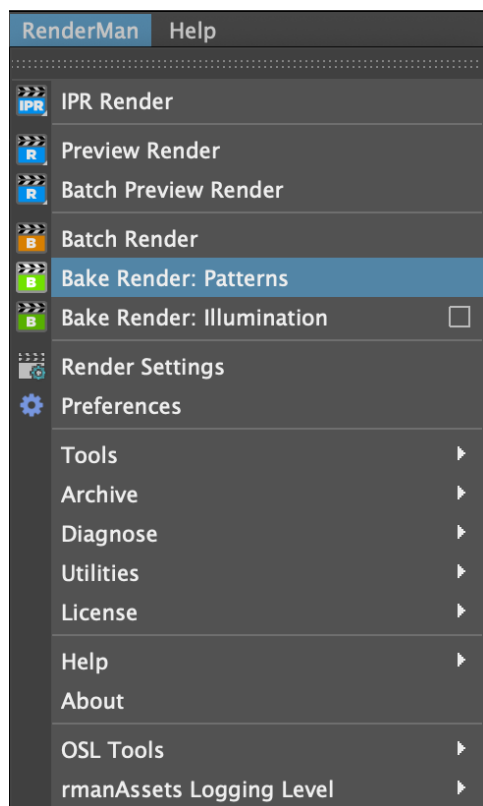 RenderMan Help
IPR IPR Render
R Preview Render
R Batch Preview Render
B Batch Render
B Bake Render: Patterns
B Bake Render: Illumination
Render Settings
Preferences
Tools
Archive
Diagnose
Utilities
License
Help
About
OSL Tools
rmanAssets Logging Level